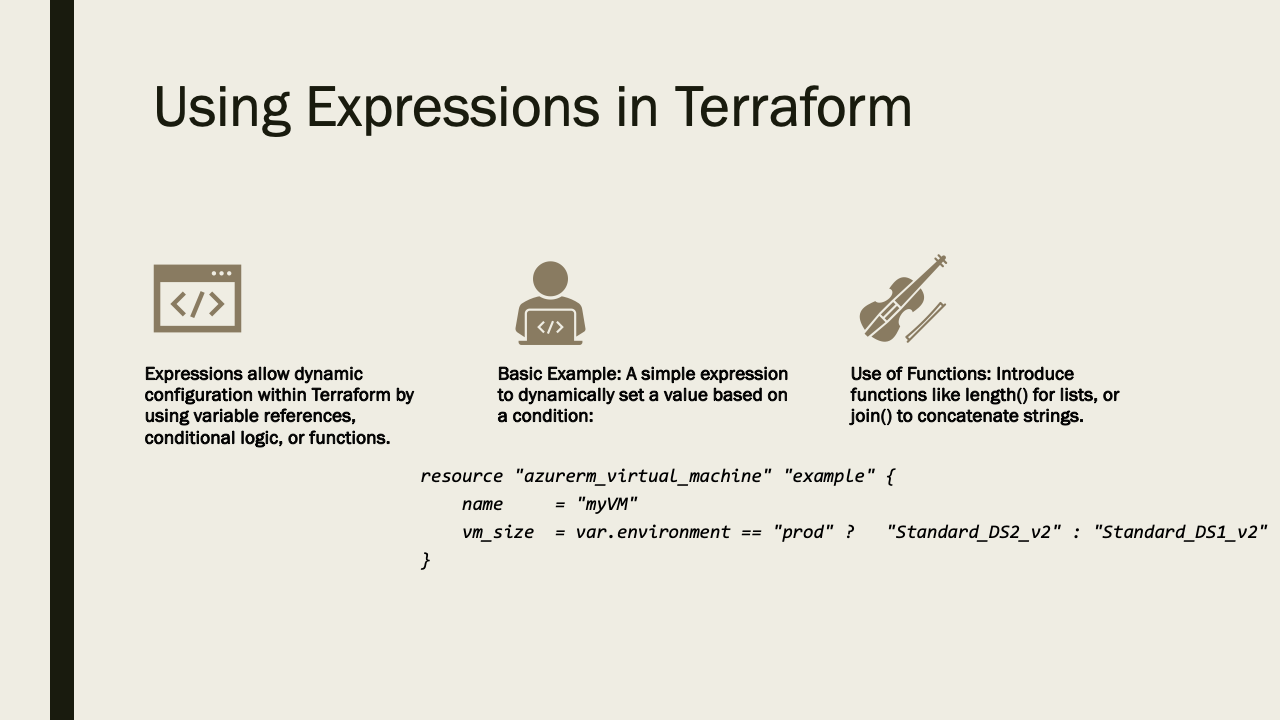 Using Expressions in Terraform
Expressions allow dynamic
configuration within Terraform by
using variable references,
conditional logic, or functions.
Basic Example: A simple expression
to dynamically set a value based on
a condition:
Use of Functions: Introduce
functions like length() for lists, or
join() to concatenate strings.
resource "azurerm_virtual_machine" "example" {
    name     = "myVM"
    vm_size  = var.environment == "prod" ?   "Standard_DS2_v2" : "Standard_DS1_v2"
}